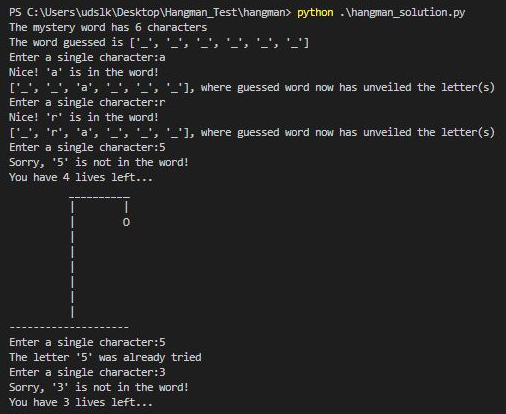 PS C:\Users\udslk\Desktop\Hangman_Test\hangman> python .\hangman_solution.py
The mystery word has 6 characters
The word guessed is ['_', '_', '_', '_', '_', '_']
Enter a single character:a
Nice! 'a' is in the word!
['_', '_', 'a', '_', '_', '_'], where guessed word now has unveiled the letter(s)
Enter a single character:r
Nice! 'r' is in the word!
['_', 'r', 'a', '_', '_', '_'], where guessed word now has unveiled the letter(s)
Enter a single character:5
Sorry, '5' is not in the word!
You have 4 lives left...
__________
|        |
|        O
|
|
|
|
|
|
--------------------
Enter a single character:5
The letter '5' was already tried
Enter a single character:3
Sorry, '3' is not in the word!
You have 3 lives left...